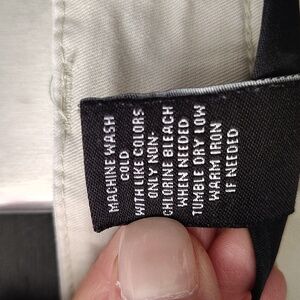 MACHINE WASH
COLD
WITH LIKE COLORS
ONLY NON-
CHLORINE BLEACH
WHEN NEEDED
TUMBLE DRY LOW
WARM IRON
IF NEEDED